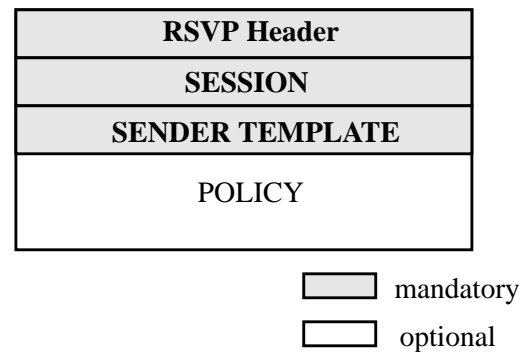 RSVP Header
SESSION
SENDER TEMPLATE
POLICY
mandatory
optional